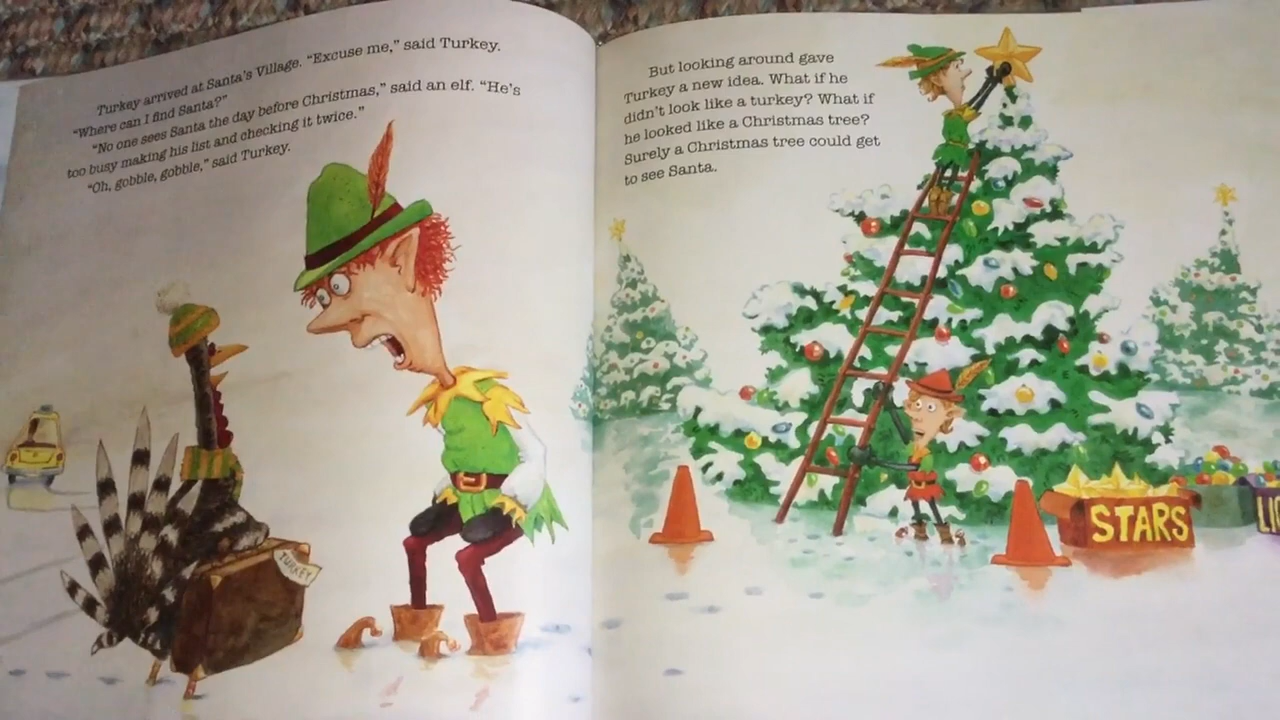 Turkey arrived at Santa's Village. "Excuse me," said Turkey.
"Where can I find Santa?"
"No one sees Santa the day before Christmas," said an elf. "He's
too busy making his list and checking it twice."
"Oh, gobble, gobble," said Turkey.
TURKEY
But looking around gave
Turkey a new idea. What if he
didn't look like a turkey? What if
he looked like a Christmas tree?
Surely a Christmas tree could get
to see Santa.
STARS
LI